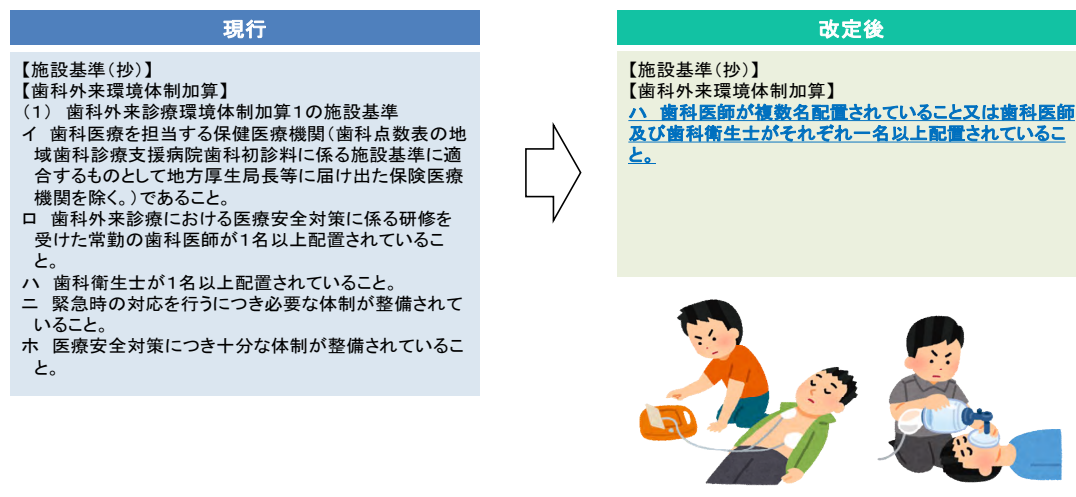 現行
【施設基準(抄)】
【歯科外来環境体制加算】
(1) 歯科外来診療環境体制加算1の施設基準
イ 歯科医療を担当する保健医療機関(歯科点数表の地
域歯科診療支援病院歯科初診料に係る施設基準に適
合するものとして地方厚生局長等に届け出た保険医療
機関を除く。)であること。
ロ 歯科外来診療における医療安全対策に係る研修を
受けた常勤の歯科医師が1名以上配置されているこ
と。
ハ 歯科衛生士が1名以上配置されていること。
ニ 緊急時の対応を行うにつき必要な体制が整備されて
いること。
ホ 医療安全対策につき十分な体制が整備されているこ
と。
改定後
【施設基準(抄)】
【歯科外来環境体制加算】
ハ 歯科医師が複数名配置されていること又は歯科医師
及び歯科衛生士がそれぞれ一名以上配置されているこ
と。